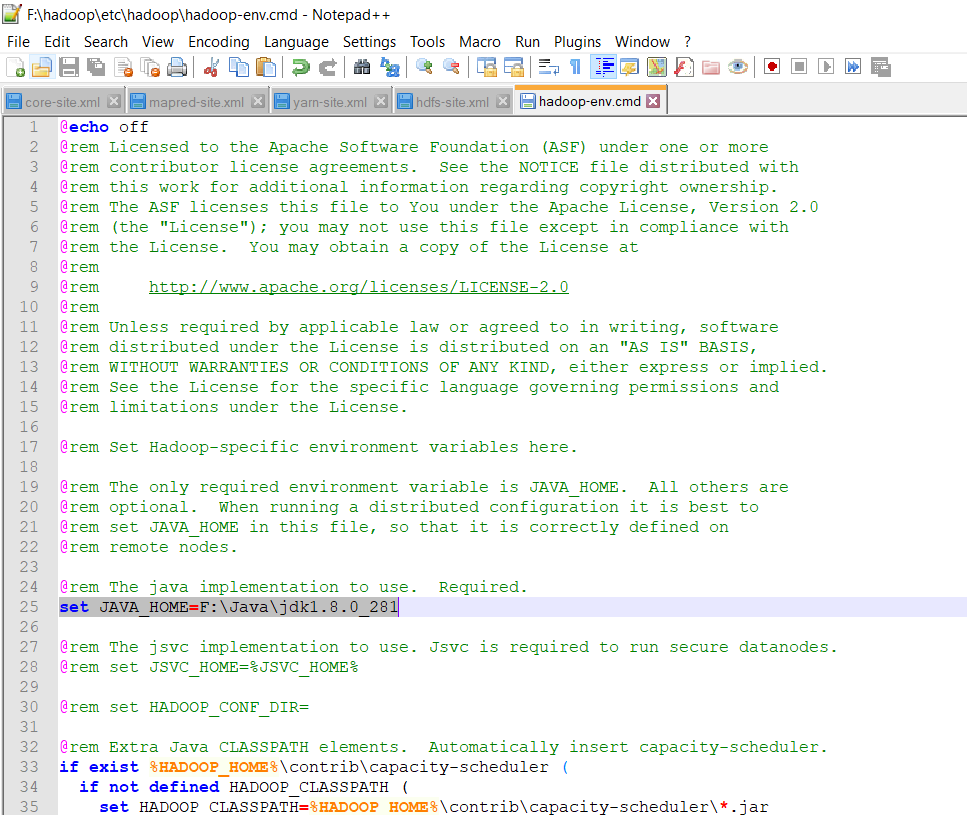 F:\hadoop\etc\hadoop\hadoop-env.cmd - Notepad++
File Edit Search View Encoding Language Settings Tools Macro Run Plugins Window ?
core-site.xml mapred-site.xml yarn-site.xml hdfs-site.xml hadoop-env.cmd
1 @echo off
2 @rem Licensed to the Apache Software Foundation (ASF) under one or more
3 @rem contributor license agreements.  See the NOTICE file distributed with
4 @rem this work for additional information regarding copyright ownership.
5 @rem The ASF licenses this file to You under the Apache License, Version 2.0
6 @rem (the "License"); you may not use this file except in compliance with
7 @rem the License.  You may obtain a copy of the License at
8 @rem
9 @rem     http://www.apache.org/licenses/LICENSE-2.0
10 @rem
11 @rem Unless required by applicable law or agreed to in writing, software
12 @rem distributed under the License is distributed on an "AS IS" BASIS,
13 @rem WITHOUT WARRANTIES OR CONDITIONS OF ANY KIND, either express or implied.
14 @rem See the License for the specific language governing permissions and
15 @rem limitations under the License.
16
17 @rem Set Hadoop-specific environment variables here.
18
19 @rem The only required environment variable is JAVA_HOME.  All others are
20 @rem optional.  When running a distributed configuration it is best to
21 @rem set JAVA_HOME in this file, so that it is correctly defined on
22 @rem remote nodes.
23
24 @rem The java implementation to use.  Required.
25 set JAVA_HOME=F:\Java\jdk1.8.0_281
26
27 @rem The jsvc implementation to use. Jsvc is required to run secure datanodes.
28 @rem set JSVC_HOME=%JSVC_HOME%
29
30 @rem set HADOOP_CONF_DIR=
31
32 @rem Extra Java CLASSPATH elements.  Automatically insert capacity-scheduler.
33 if exist %HADOOP_HOME%\contrib\capacity-scheduler (
34   if not defined HADOOP_CLASSPATH (
35     set HADOOP_CLASSPATH=%HADOOP_HOME%\contrib\capacity-scheduler\*.jar